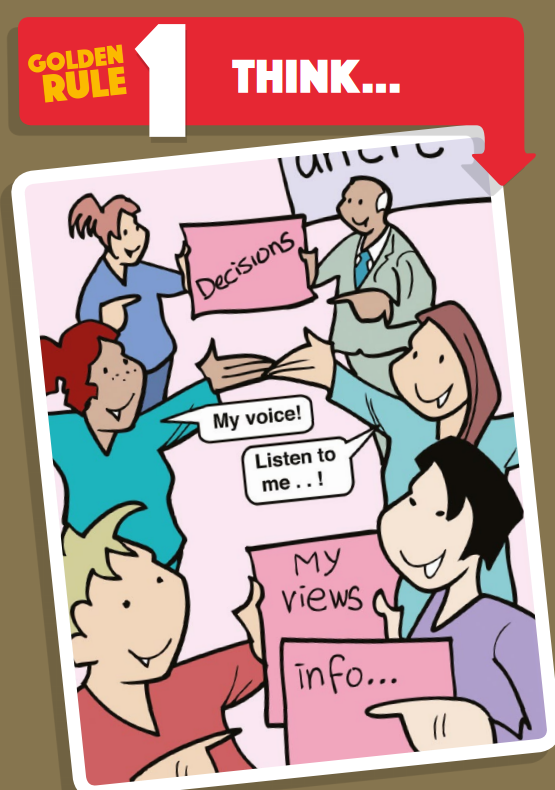 GOLDEN
RULE
1
THINK...
Decisions
My voice!
Listen to
me . . !
My
views
info...